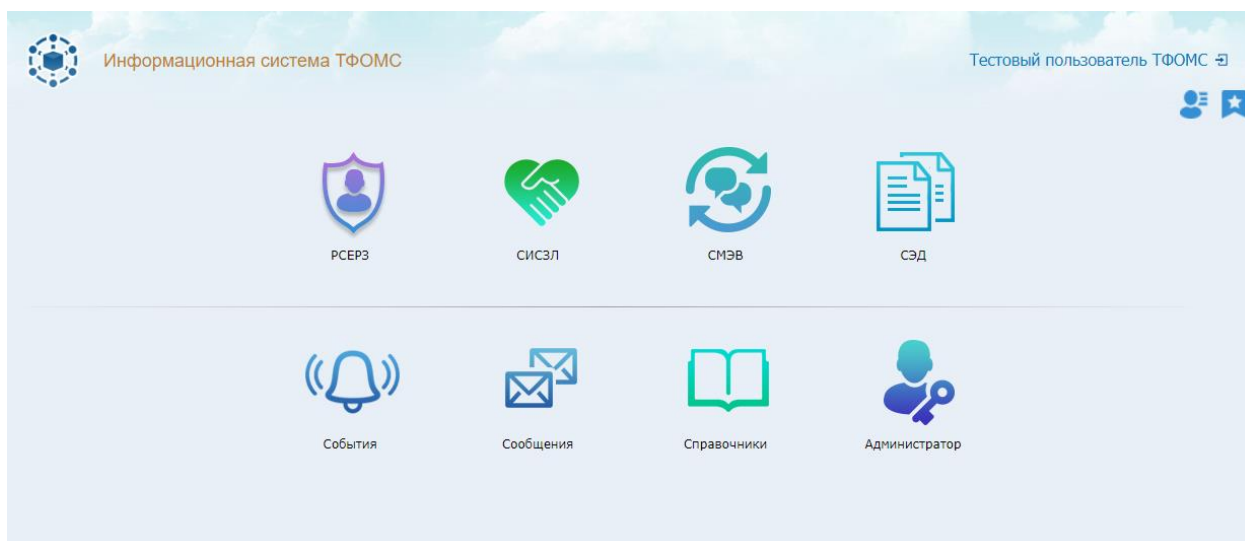 Информационная система ТФОМС
Тестовый пользователь ТФОМС
РСЕРЗ
СИСЗЛ
СМЭВ
СЭД
События
Сообщения
Справочники
Администратор